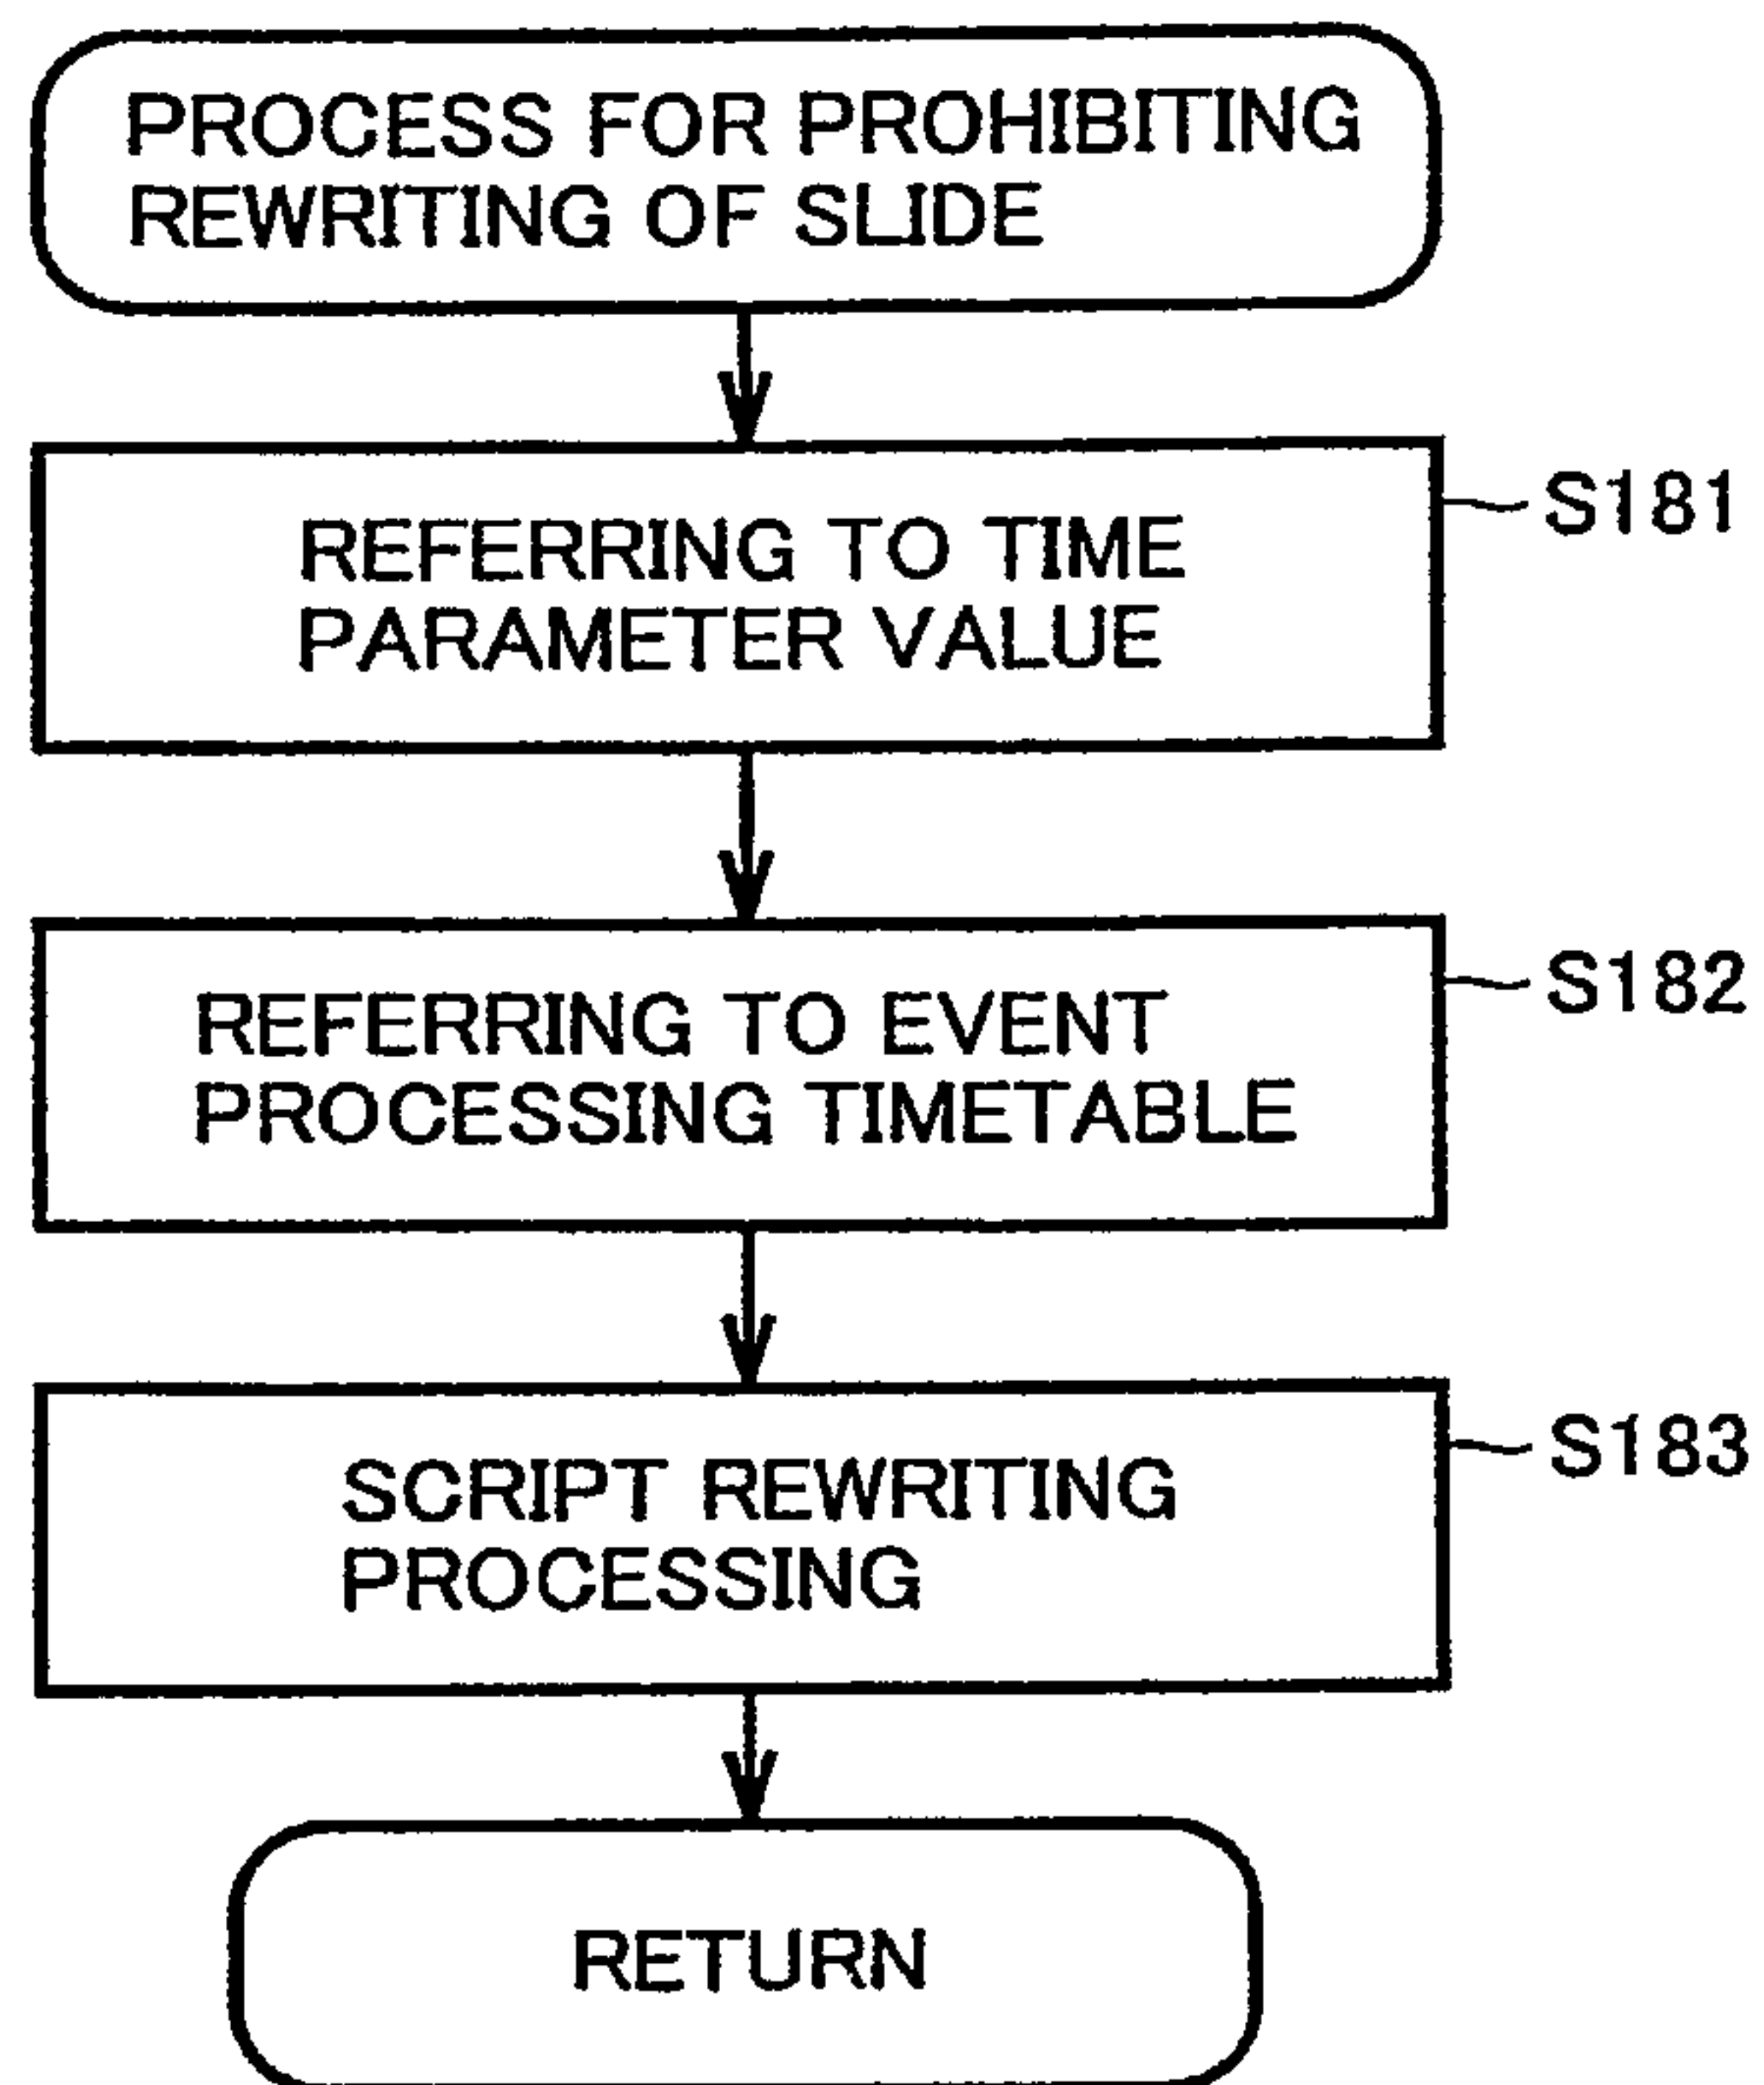 PROCESS FOR PROHIBITING
REWRITING OF SLIDE
REFERRING TO TIME
PARAMETER VALUE
S181
REFERRING TO EVENT
PROCESSING TIMETABLE
S182
SCRIPT REWRITING
PROCESSING
S183
RETURN